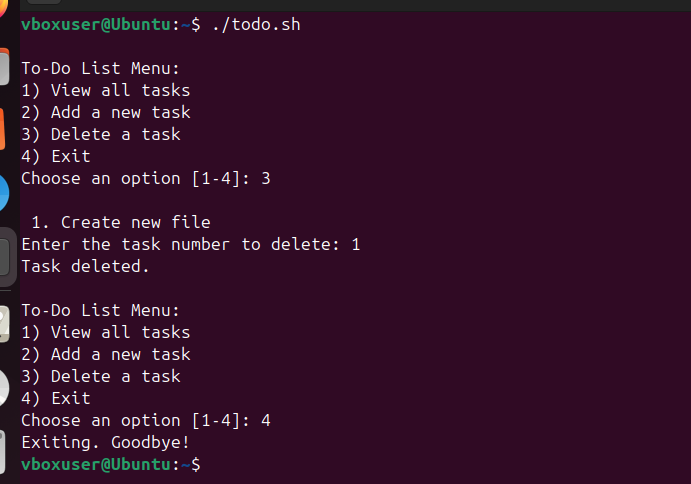 vboxuser@Ubuntu:~$ ./todo.sh
To-Do List Menu:
1) View all tasks
2) Add a new task
3) Delete a task
4) Exit
Choose an option [1-4]: 3
1. Create new file
Enter the task number to delete: 1
Task deleted.
To-Do List Menu:
1) View all tasks
2) Add a new task
3) Delete a task
4) Exit
Choose an option [1-4]: 4
Exiting. Goodbye!
vboxuser@Ubuntu:~$